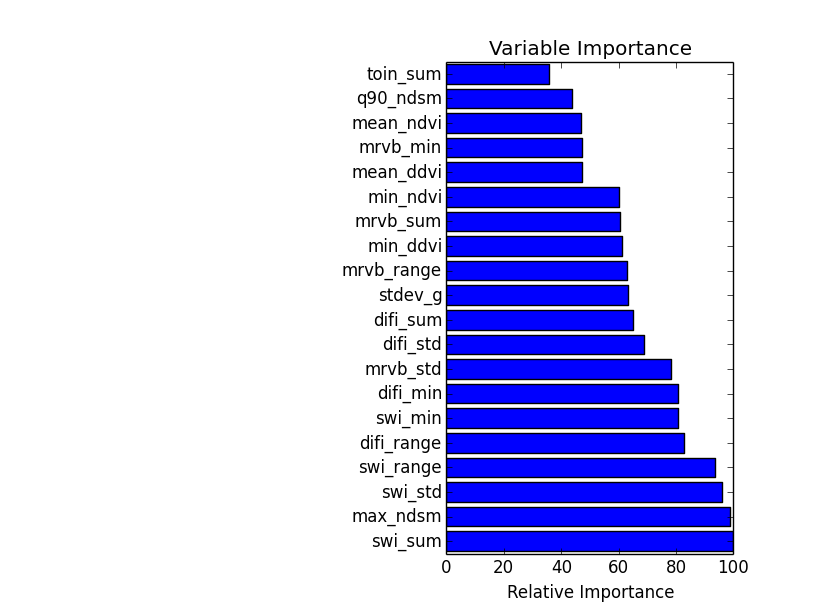 Variable Importance
toin_sum
q90_ndsm
mean_ndvi
mrvb_min
mean_ddvi
min_ndvi
mrvb_sum
min_ddvi
mrvb_range
stdev_g
difi_sum
difi_std
mrvb_std
difi_min
swi_min
difi_range
swi_range
swi_std
max_ndsm
swi_sum
0 20 40 60 80 100
Relative Importance